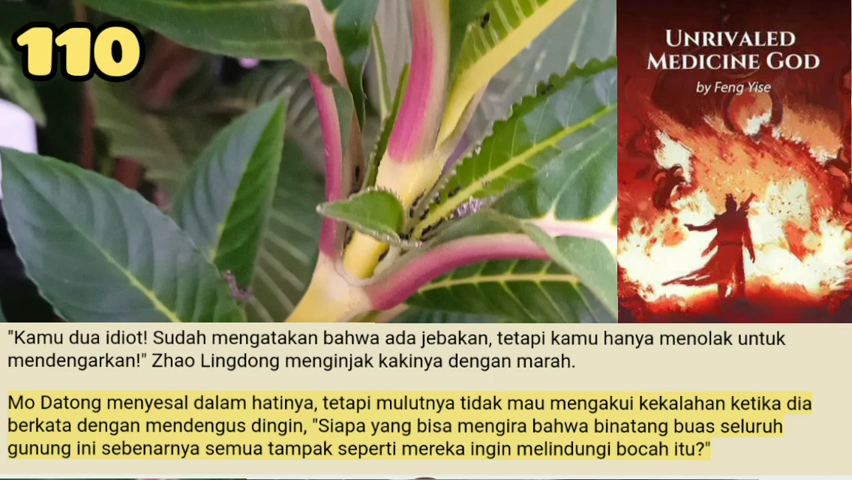 110
UNRIVALED
MEDICINE GOD
by Feng Yise
"Kamu dua idiot! Sudah mengatakan bahwa ada jebakan, tetapi kamu hanya menolak untuk
mendengarkan!" Zhao Lingdong menginjak kakinya dengan marah.
Mo Datong menyesal dalam hatinya, tetapi mulutnya tidak mau mengakui kekalahan ketika dia
berkata dengan mendengus dingin, "Siapa yang bisa mengira bahwa binatang buas seluruh
gunung ini sebenarnya semua tampak seperti mereka ingin melindungi bocah itu?"